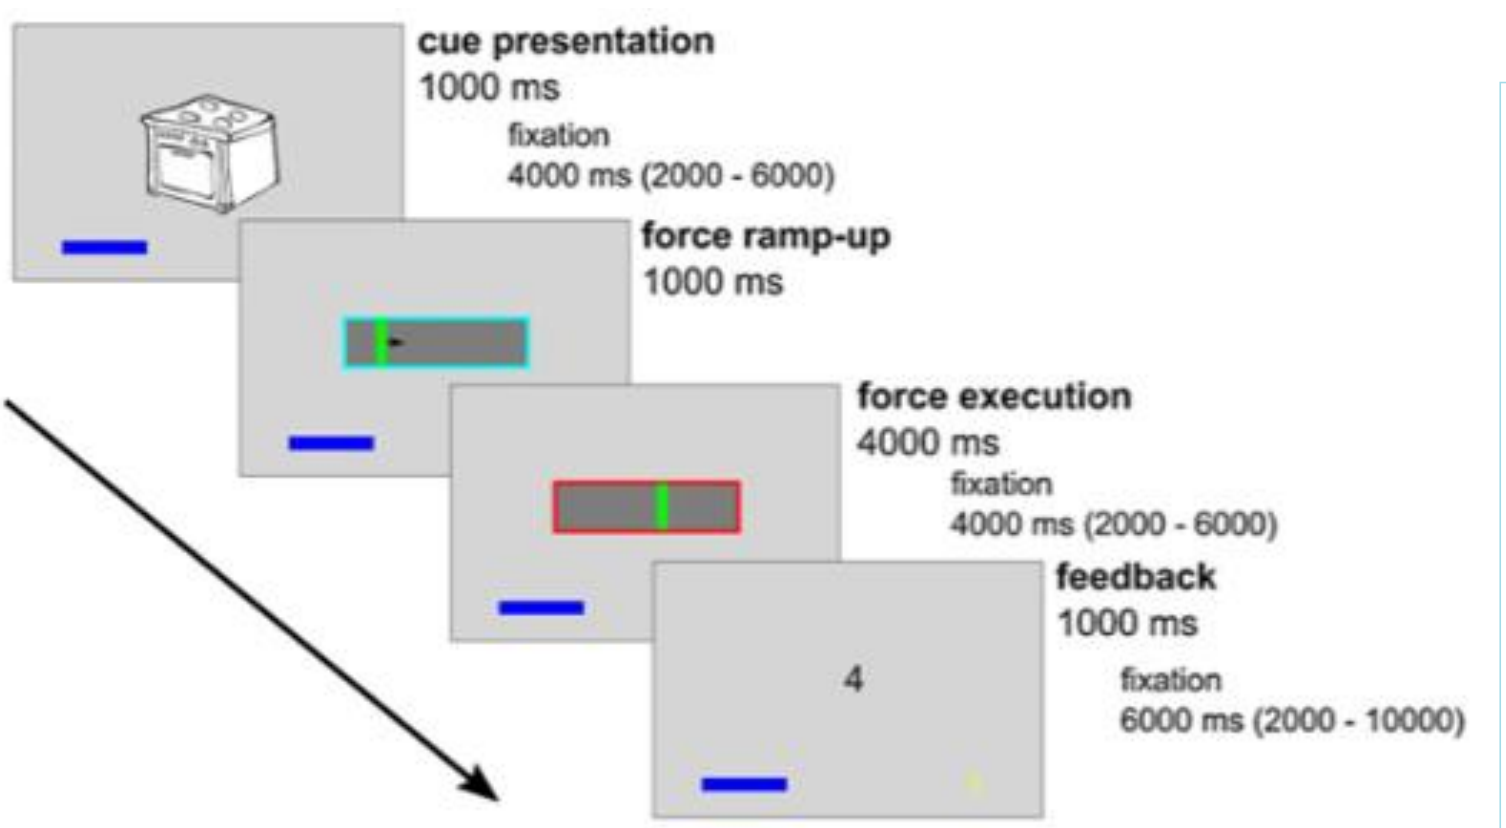 cue presentation
1000 ms
fixation
4000 ms (2000 - 6000)
force ramp-up
1000 ms
force execution
4000 ms
fixation
4000 ms (2000 - 6000)
feedback
1000 ms
4
fixation
6000 ms (2000 - 10000)